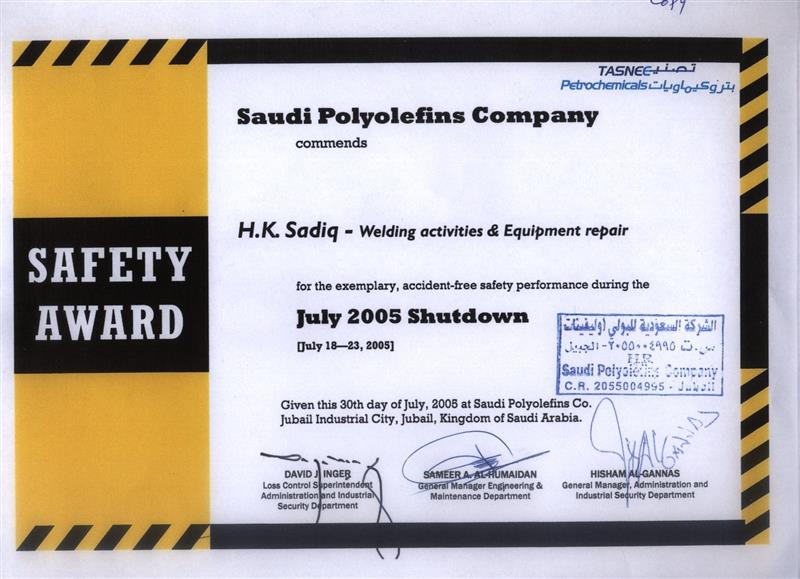 Copy
TASNEE تصنيع
Petrochemicals بتروكيماويات
Saudi Polyolefins Company
commends
H.K. Sadiq - Welding activities & Equipment repair
SAFETY
AWARD
for the exemplary, accident-free safety performance during the
July 2005 Shutdown
[July 18—23, 2005]
الشركة السعودية للبولي أوليفينات
س.ت ٢٠٥٥٠٠٤٩٩٥ - الجبيل
H.R
Saudi Polyolefins Company
C.R. 2055004995 - Jubail
Given this 30th day of July, 2005 at Saudi Polyolefins Co.
Jubail Industrial City, Jubail, Kingdom of Saudi Arabia.
DAVID J. INGER
Loss Control Superintendent
Administration and Industrial
Security Department
SAMEER A. AL-HUMAIDAN
General Manager Engineering &
Maintenance Department
HISHAM AL-GANNAS
General Manager, Administration and
Industrial Security Department